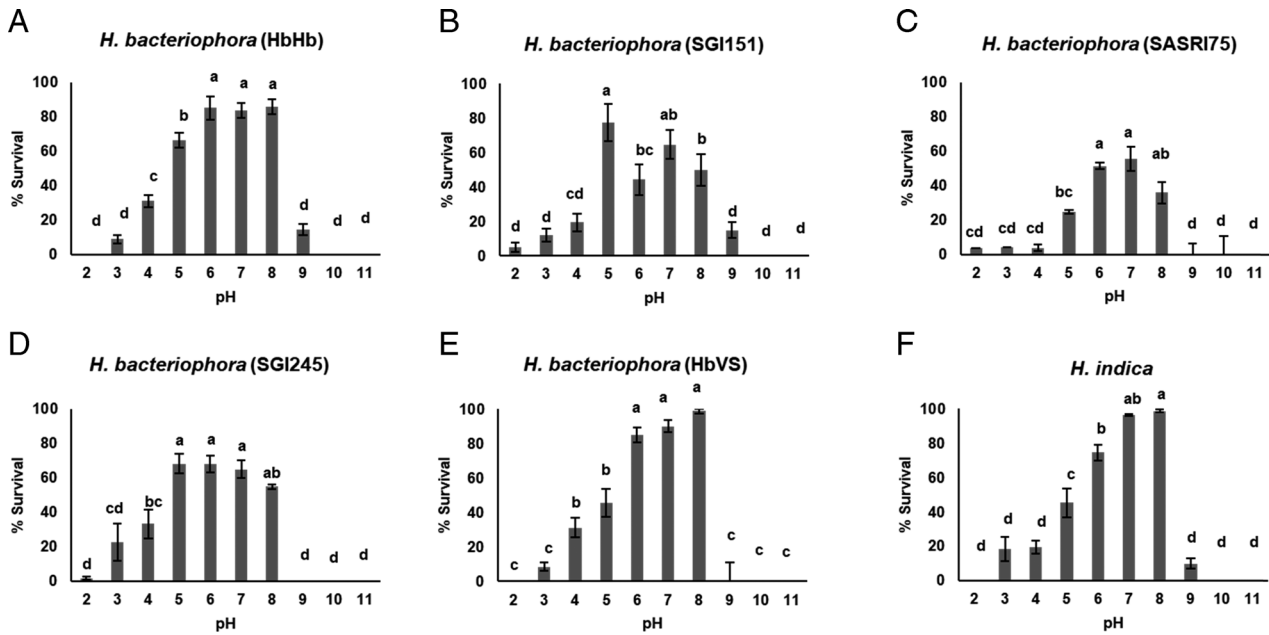 A
H. bacteriophora (HbHb)
% Survival
100
80
60
40
20
0
d d c b a a a d d d
2 3 4 5 6 7 8 9 10 11
pH
B
H. bacteriophora (SGI151)
% Survival
100
80
60
40
20
0
d d cd a bc ab b d d d
2 3 4 5 6 7 8 9 10 11
pH
C
H. bacteriophora (SASRI75)
% Survival
100
80
60
40
20
0
cd cd cd bc a a ab d d d
2 3 4 5 6 7 8 9 10 11
pH
D
H. bacteriophora (SGI245)
% Survival
100
80
60
40
20
0
d cd bc a a a ab d d d
2 3 4 5 6 7 8 9 10 11
pH
E
H. bacteriophora (HbVS)
% Survival
100
80
60
40
20
0
c c b b a a a c c c
2 3 4 5 6 7 8 9 10 11
pH
F
H. indica
% Survival
100
80
60
40
20
0
d d d c b ab a d d d
2 3 4 5 6 7 8 9 10 11
pH